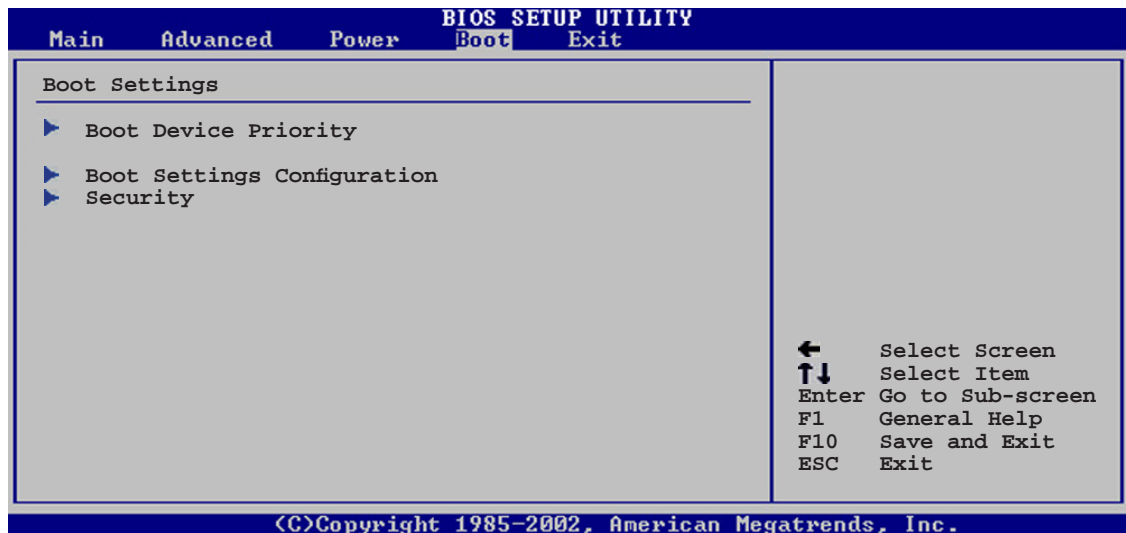 BIOS SETUP UTILITY
Main Advanced Power Boot Exit
Boot Settings
Boot Device Priority
Boot Settings Configuration
Security
← Select Screen
↑↓ Select Item
Enter Go to Sub-screen
F1 General Help
F10 Save and Exit
ESC Exit
(C)Copyright 1985-2002, American Megatrends, Inc.